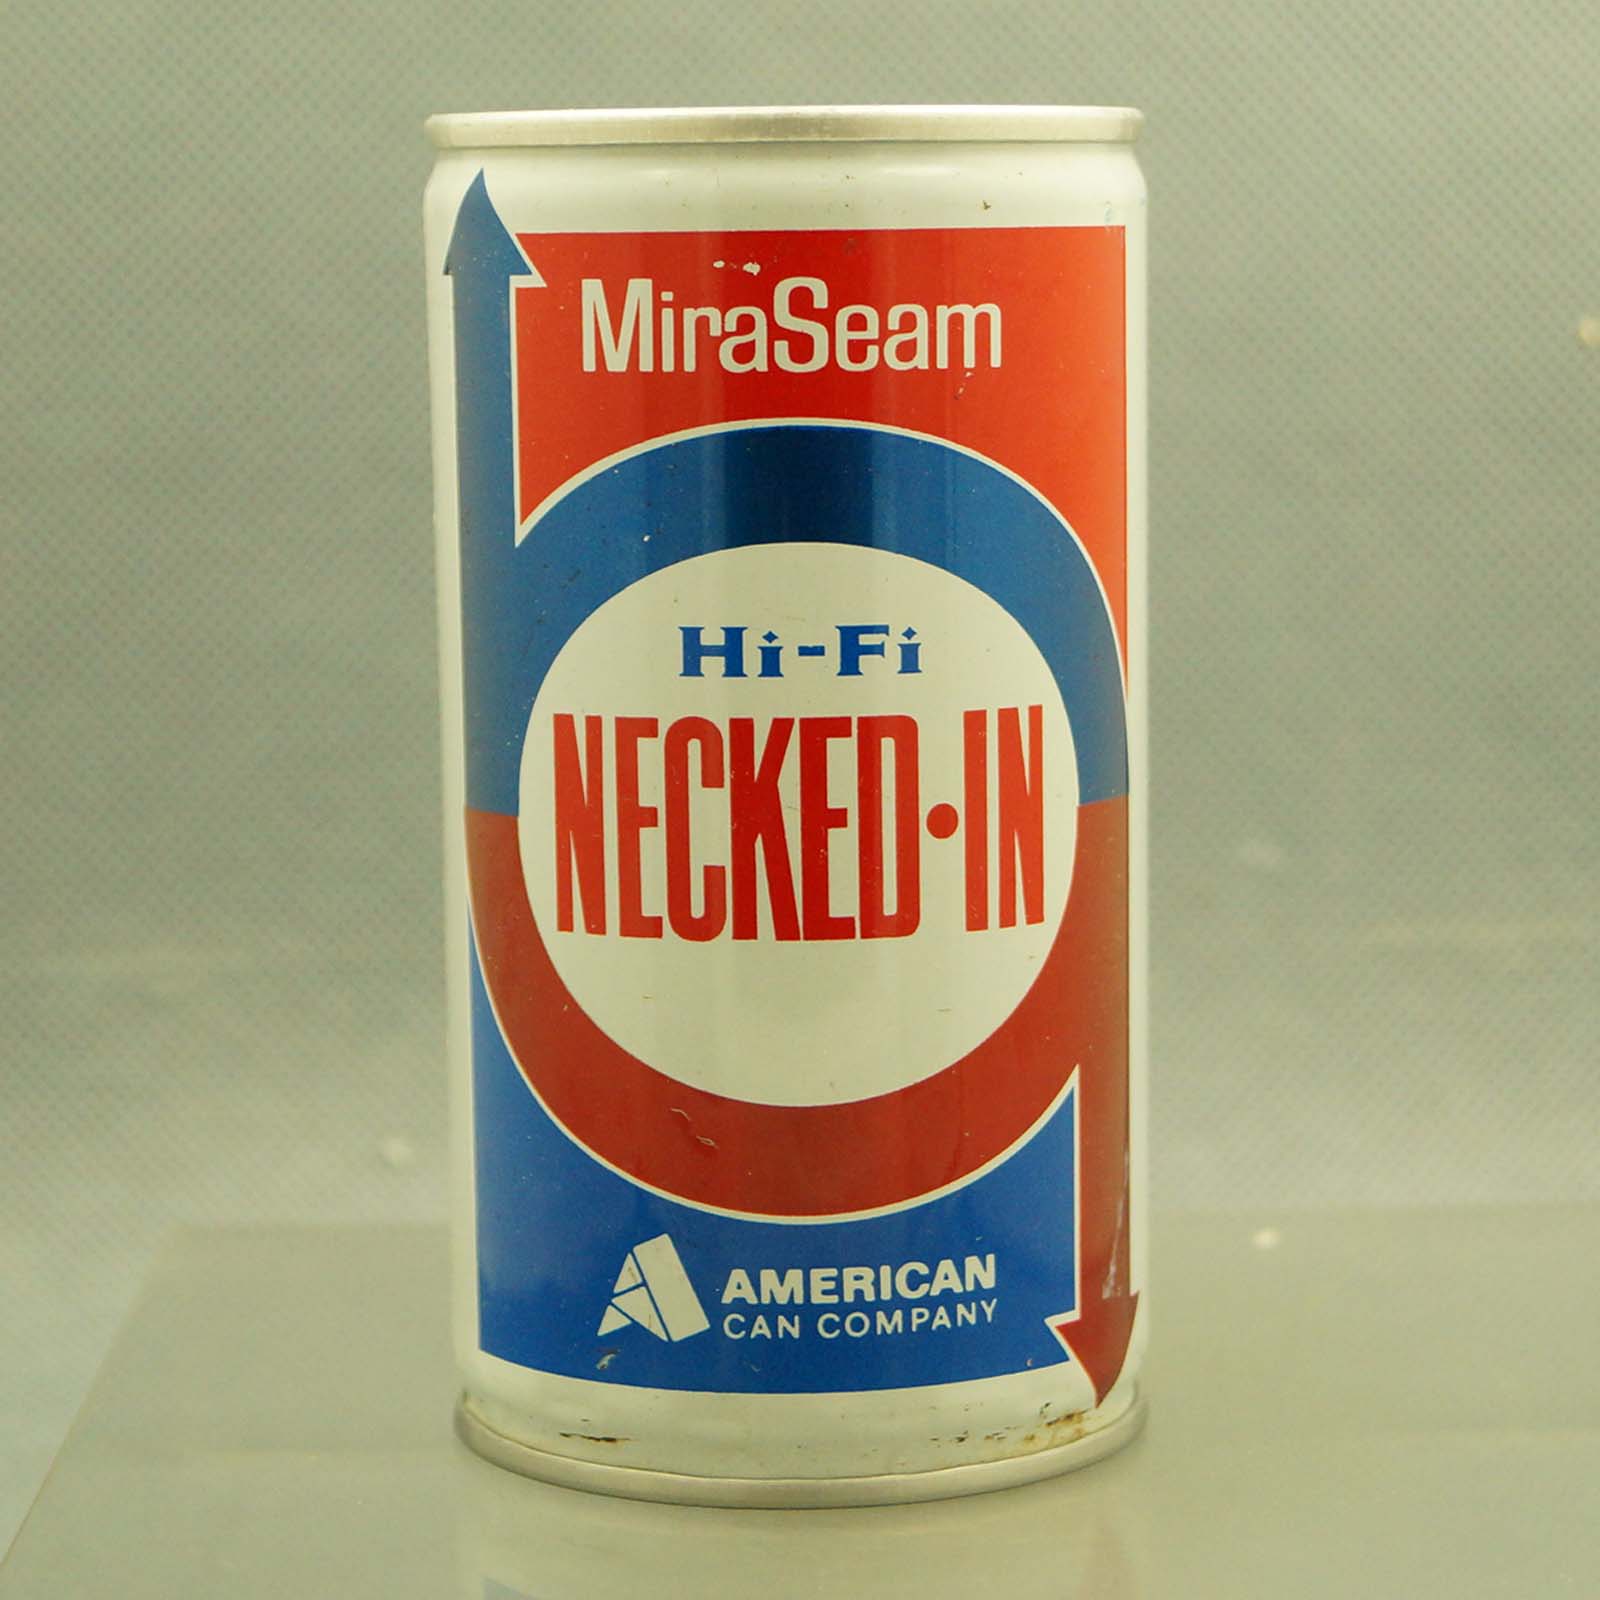 MiraSeam
Hi-Fi
NECKED•IN
AMERICAN
CAN COMPANY